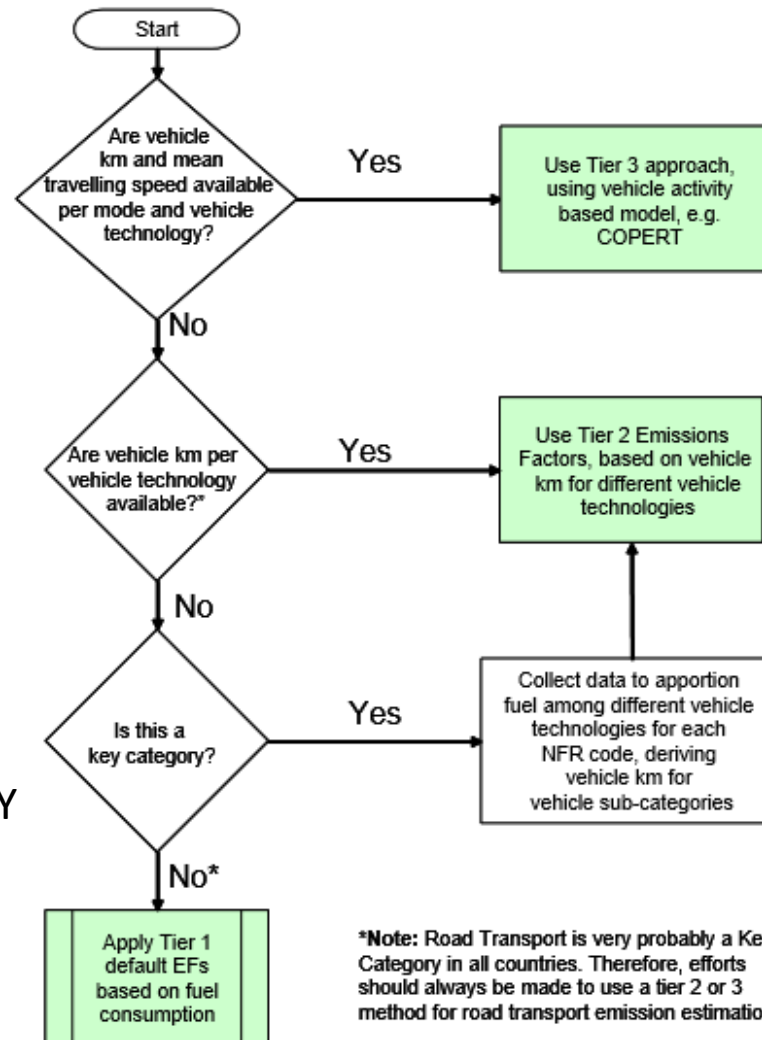 Start
Are vehicle
km and mean
travelling speed available
per mode and vehicle
technology?
Yes
Use Tier 3 approach,
using vehicle activity
based model, e.g.
COPERT
No
Are vehicle km per
vehicle technology
available?*
Yes
Use Tier 2 Emissions
Factors, based on vehicle
km for different vehicle
technologies
No
Is this a
key category?
Yes
Collect data to apportion
fuel among different vehicle
technologies for each
NFR code, deriving
vehicle km for
vehicle sub-categories
Y
No*
Apply Tier 1
default EFs
based on fuel
consumption
*Note: Road Transport is very probably a Ke
Category in all countries. Therefore, efforts
should always be made to use a tier 2 or 3
method for road transport emission estimatio